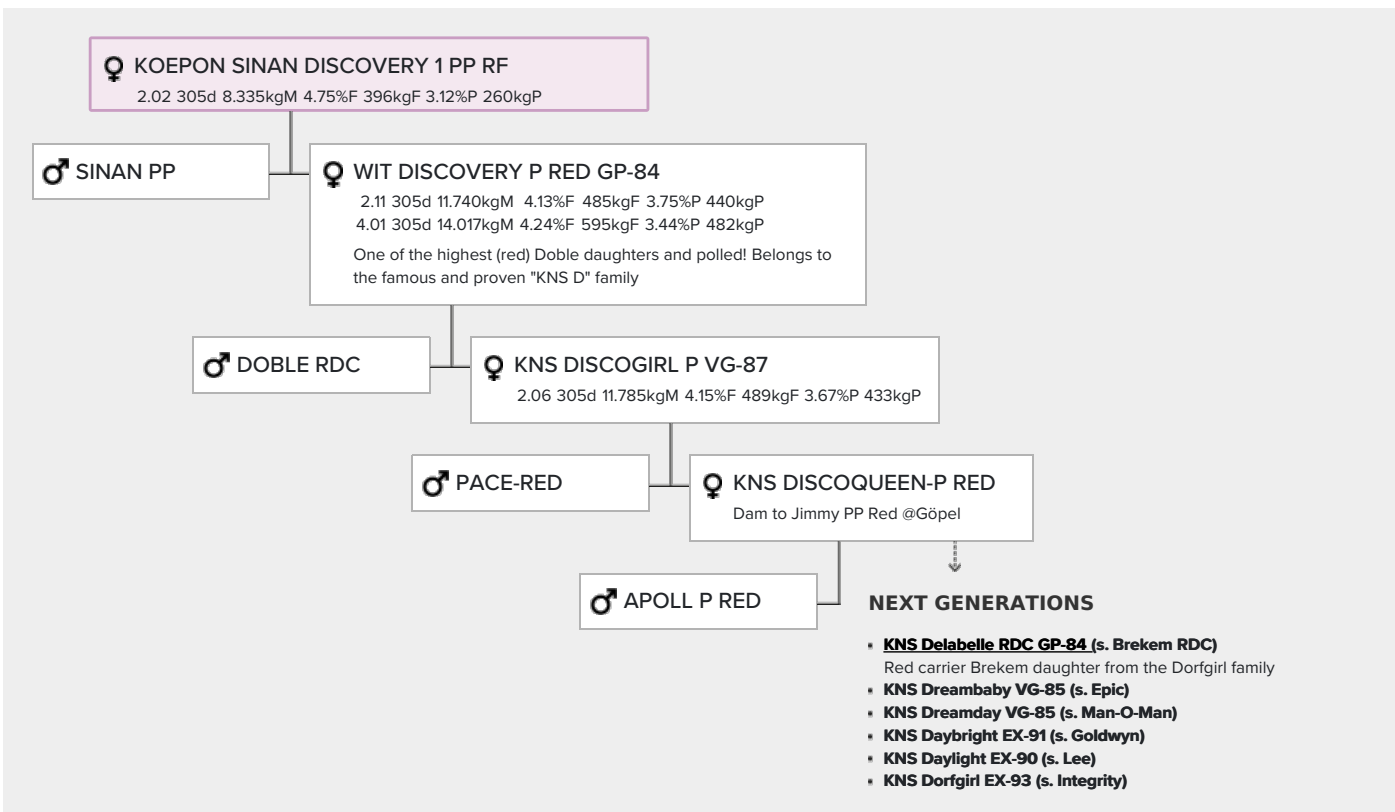 KOEPON SINAN DISCOVERY 1 PP RF
2.02 305d 8.335kgM 4.75%F 396kgF 3.12%P 260kgP
SINAN PP
WIT DISCOVERY P RED GP-84
2.11 305d 11.740kgM 4.13%F 485kgF 3.75%P 440kgP
4.01 305d 14.017kgM 4.24%F 595kgF 3.44%P 482kgP
One of the highest (red) Doble daughters and polled! Belongs to
the famous and proven "KNS D" family
DOBLE RDC
KNS DISCOGIRL P VG-87
2.06 305d 11.785kgM 4.15%F 489kgF 3.67%P 433kgP
PACE-RED
KNS DISCOQUEEN-P RED
Dam to Jimmy PP Red @Göpel
APOLL P RED
NEXT GENERATIONS
KNS Delabelle RDC GP-84 (s. Brekem RDC)
Red carrier Brekem daughter from the Dorfgirl family
KNS Dreambaby VG-85 (s. Epic)
KNS Dreamday VG-85 (s. Man-O-Man)
KNS Daybright EX-91 (s. Goldwyn)
KNS Daylight EX-90 (s. Lee)
KNS Dorfgirl EX-93 (s. Integrity)